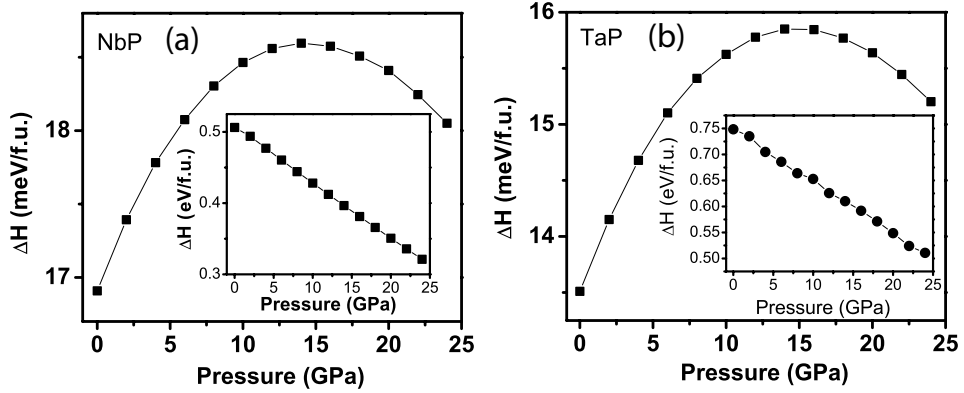 NbP (a)
ΔH (meV/f.u.)
18
17
0 5 10 15 20 25
Pressure (GPa)
ΔH (eV/f.u.)
0.5
0.4
0.3
0 5 10 15 20 25
Pressure (GPa)
TaP (b)
ΔH (meV/f.u.)
16
15
14
0 5 10 15 20 25
Pressure (GPa)
ΔH (eV/f.u.)
0.75
0.70
0.65
0.60
0.55
0.50
0 5 10 15 20 25
Pressure (GPa)